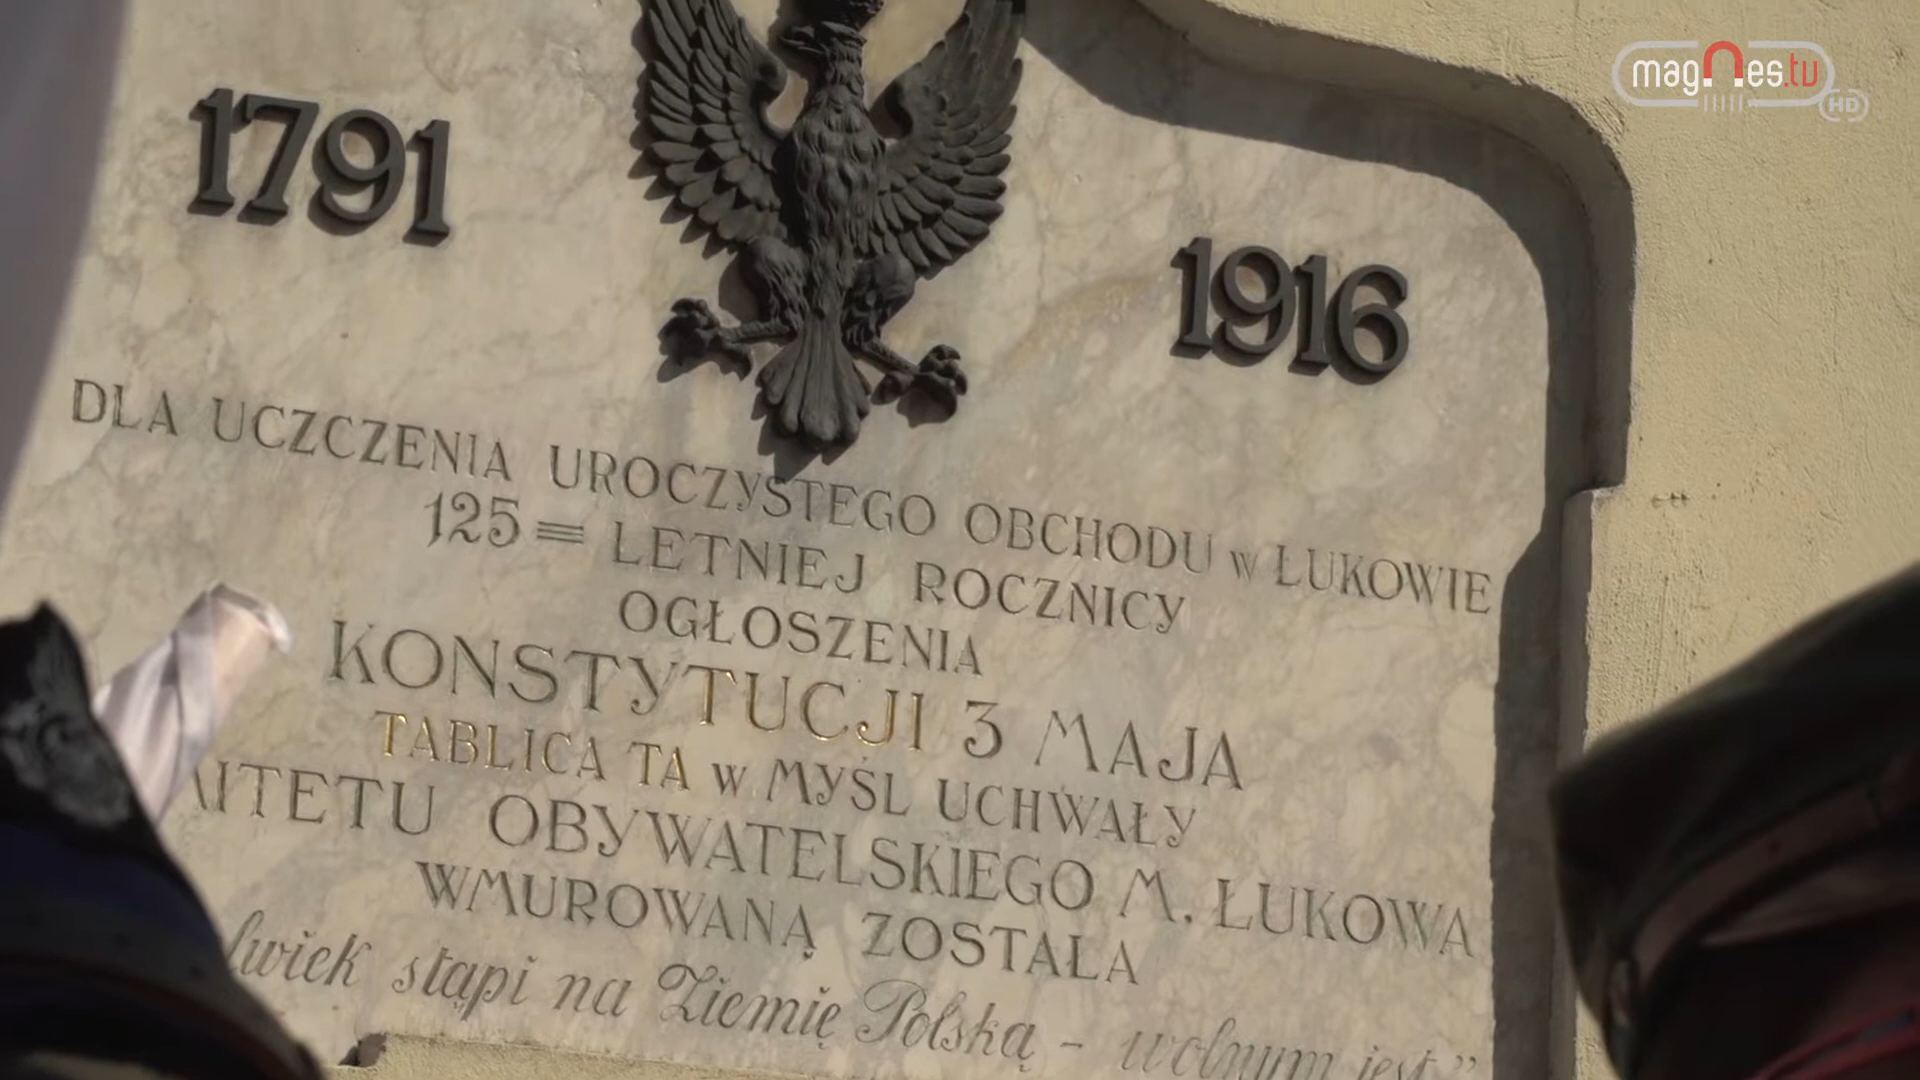 magnes.tv
HD
1791
1916
DLA UCZCZENIA UROCZYSTEGO OBCHODU w ŁUKOWIE
125 = LETNIEJ ROCZNICY
OGŁOSZENIA
KONSTYTUCJI 3 MAJA
TABLICA TA w MYŚL UCHWAŁY
OBYWATELSKIEGO M. ŁUKOWA
WMUROWANĄ ZOSTAŁA
stąpi na Ziemię Polską - wolnym jest"